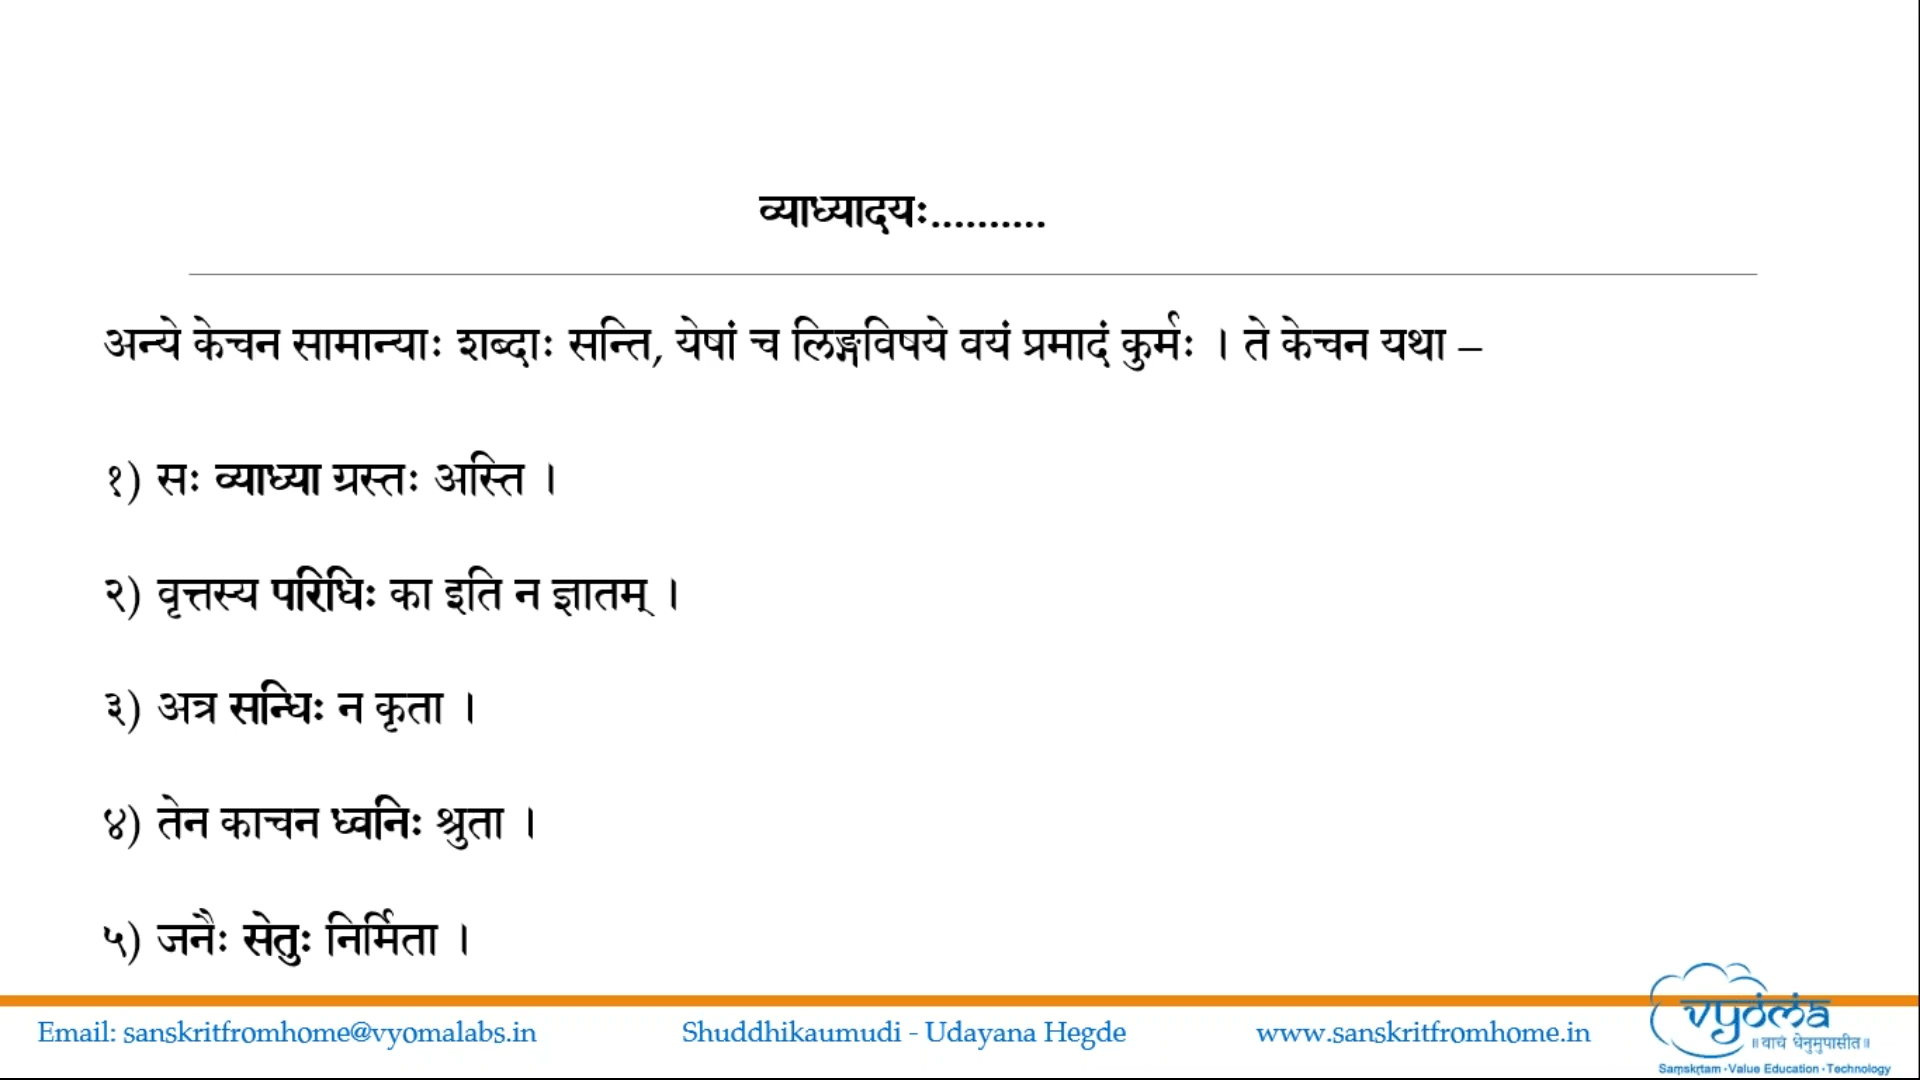 व्याध्यादयः..........
अन्ये केचन सामान्याः शब्दाः सन्ति, येषां च लिङ्गविषये वयं प्रमादं कुर्मः । ते केचन यथा –
१) सः व्याध्या ग्रस्तः अस्ति ।
२) वृत्तस्य परिधिः का इति न ज्ञातम् ।
३) अत्र सन्धिः न कृता ।
४) तेन काचन ध्वनिः श्रुता ।
५) जनैः सेतुः निर्मिता ।
Email: sanskritfromhome@vyomalabs.in Shuddhikaumudi - Udayana Hegde www.sanskritfromhome.in
vyoma
॥ वाचं धेनुमुपासीत ॥
Saṃskṛtam - Value Education - Technology